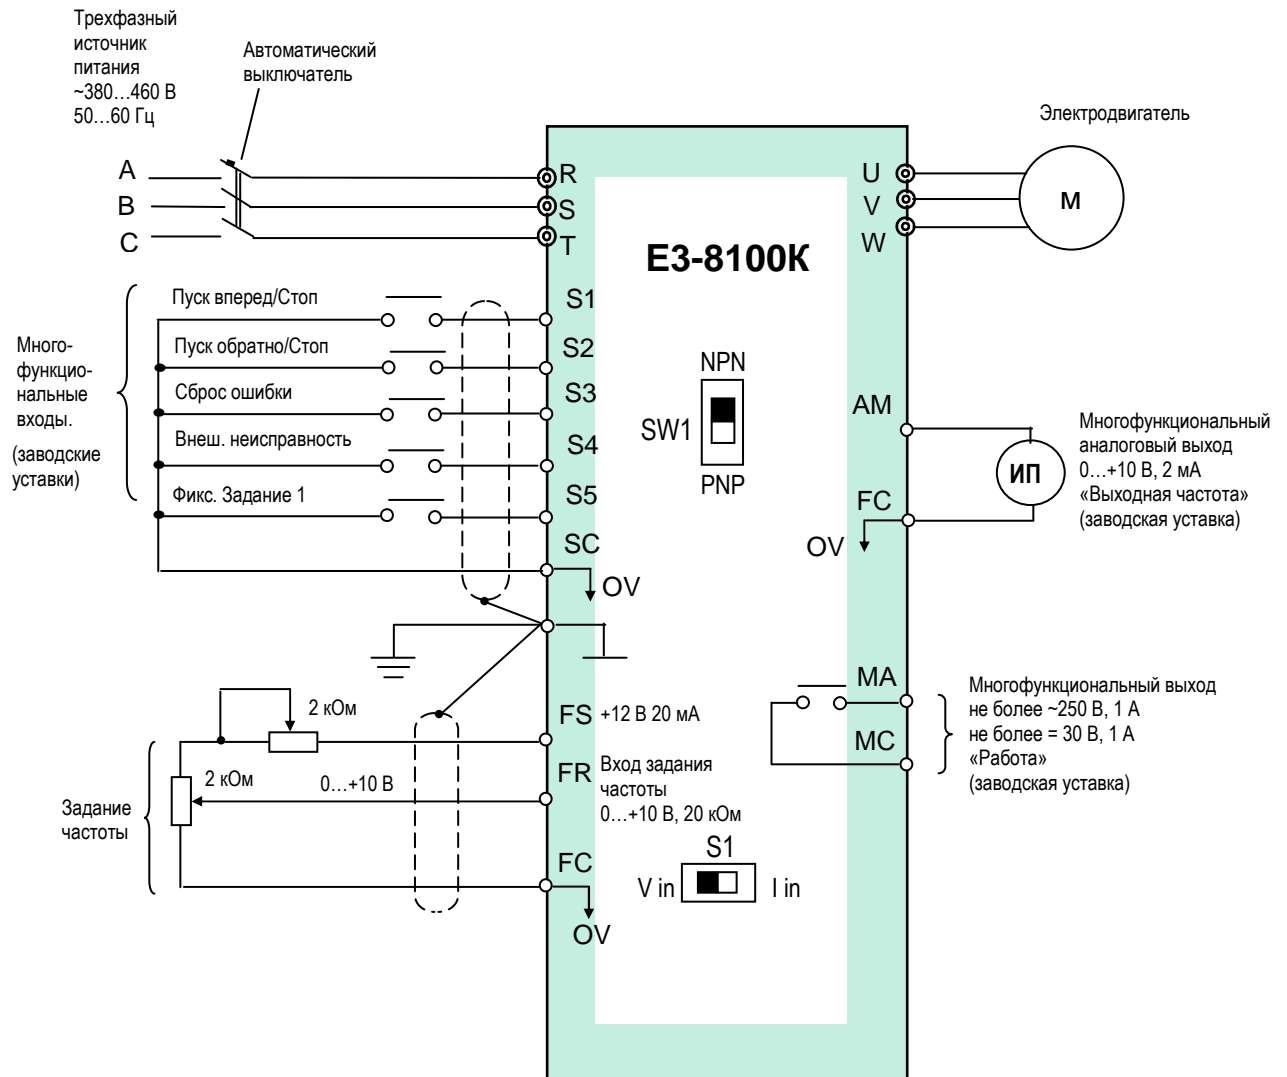 Трехфазный
источник
питания
~380…460 В
50…60 Гц
Автоматический
выключатель
Электродвигатель
A
B
C
R
S
T
U
V
W
М
Е3-8100К
Много-
функцио-
нальные
входы.
(заводские
уставки)
Пуск вперед/Стоп
S1
Пуск обратно/Стоп
S2
Сброс ошибки
S3
Внеш. неисправность
S4
Фикс. Задание 1
S5
SC
OV
NPN
SW1
PNP
AM
ИП
FC
OV
Многофункциональный
аналоговый выход
0…+10 В, 2 мА
«Выходная частота»
(заводская уставка)
MA
MC
Многофункциональный выход
не более ~250 В, 1 А
не более = 30 В, 1 А
«Работа»
(заводская уставка)
2 кОм
FS +12 В 20 мА
Задание
частоты
2 кОм
0…+10 В
FR Вход задания
частоты
0…+10 В, 20 кОм
FC
OV
S1
V in
I in